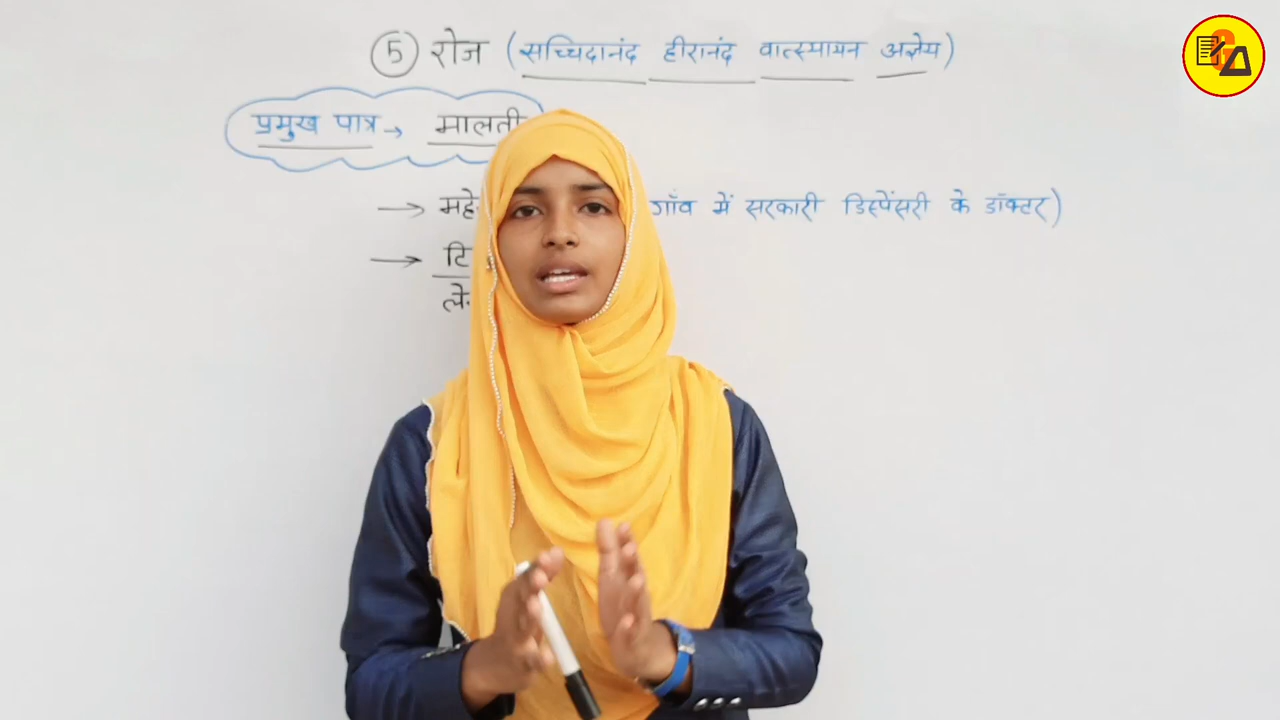 ⑤ रोज (सच्चिदानंद हीरानंद वात्स्यायन अज्ञेय)
प्रमुख पात्र → मालती
→ गाँव में सरकारी डिस्पेंसरी के डॉक्टर)
→